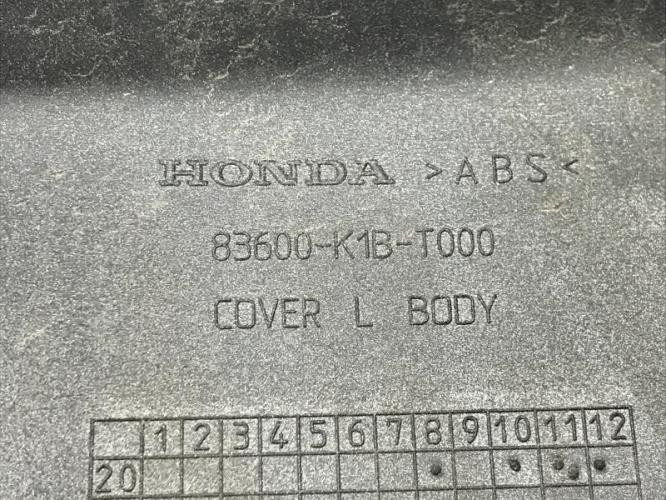 HONDA >ABS<
83600-K1B-T000
COVER L BODY
1 2 3 4 5 6 7 8 9 10 11 12
20